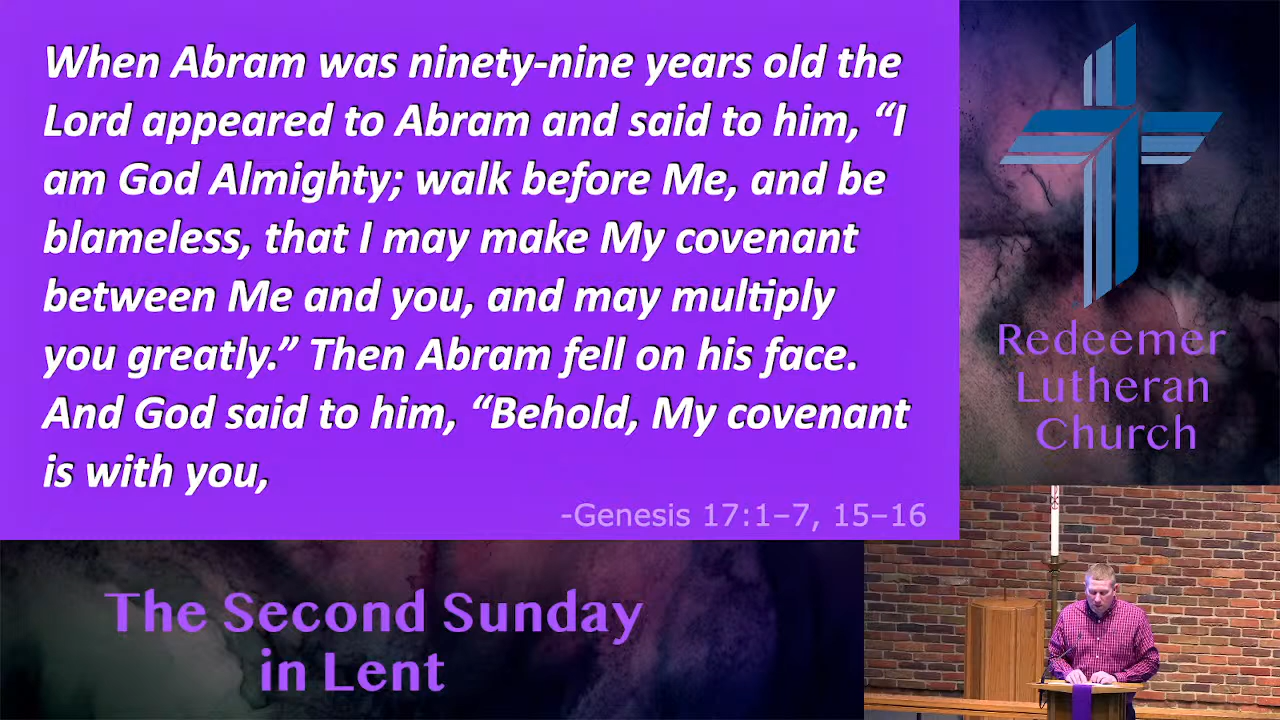 When Abram was ninety-nine years old the
Lord appeared to Abram and said to him, “I
am God Almighty; walk before Me, and be
blameless, that I may make My covenant
between Me and you, and may multiply
you greatly.” Then Abram fell on his face.
And God said to him, “Behold, My covenant
is with you,
-Genesis 17:1–7, 15–16
Redeemer
Lutheran
Church
The Second Sunday
in Lent